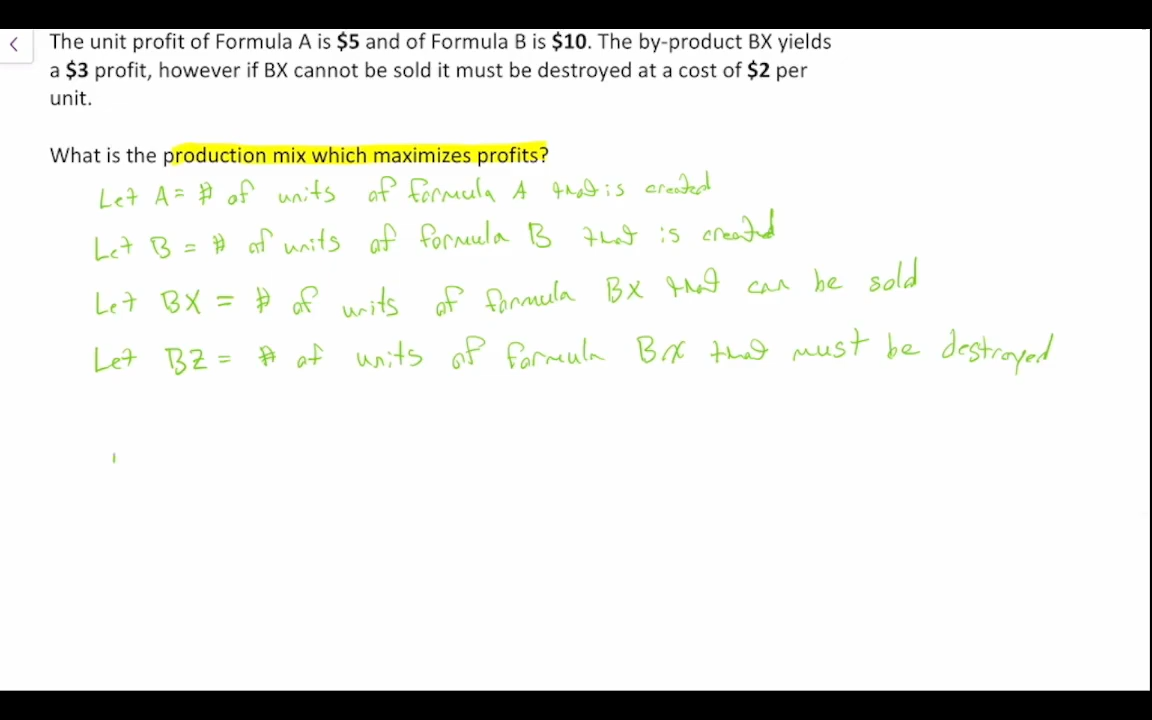 The unit profit of Formula A is $5 and of Formula B is $10. The by-product BX yields
a $3 profit, however if BX cannot be sold it must be destroyed at a cost of $2 per
unit.
What is the production mix which maximizes profits?
Let A = # of units of formula A that is created
Let B = # of units of formula B that is created
Let BX = # of units of formula BX that can be sold
Let BZ = # of units of formula BX that must be destroyed